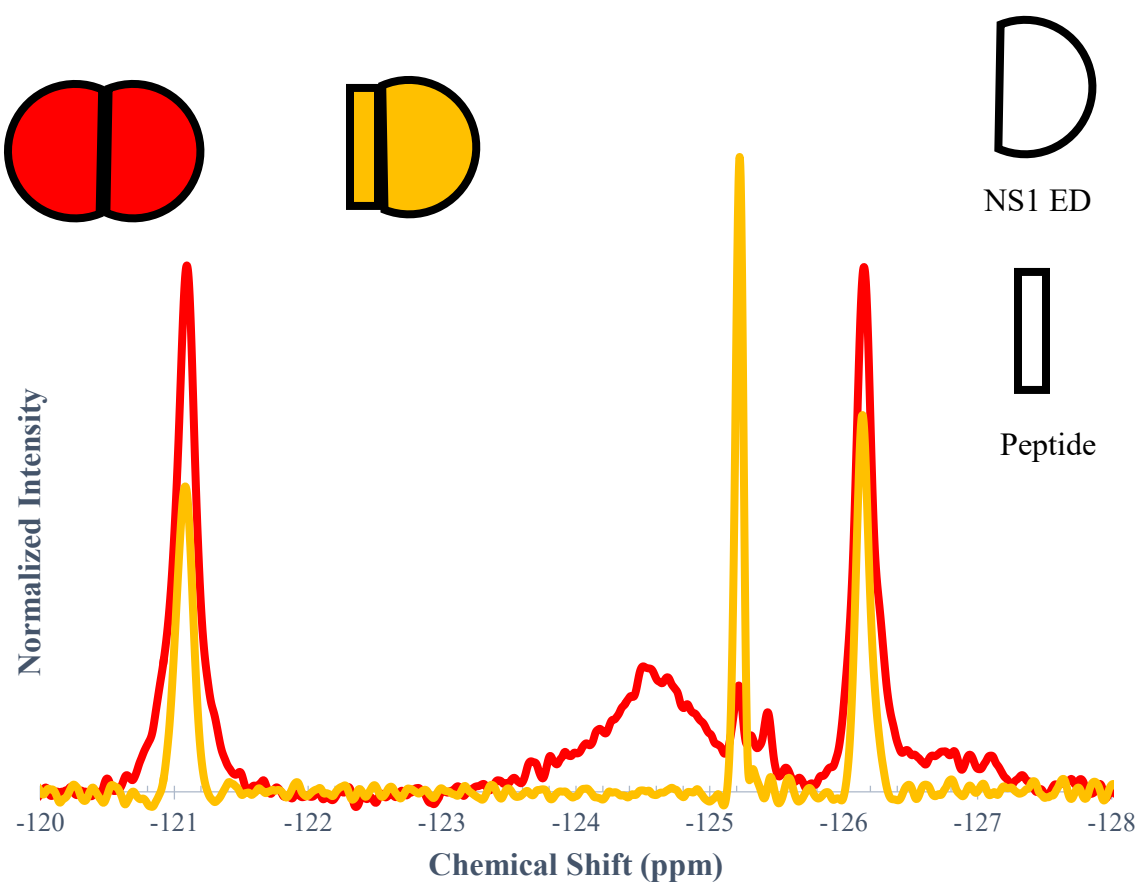 NS1 ED
Peptide
Normalized Intensity
-120 -121 -122 -123 -124 -125 -126 -127 -128
Chemical Shift (ppm)